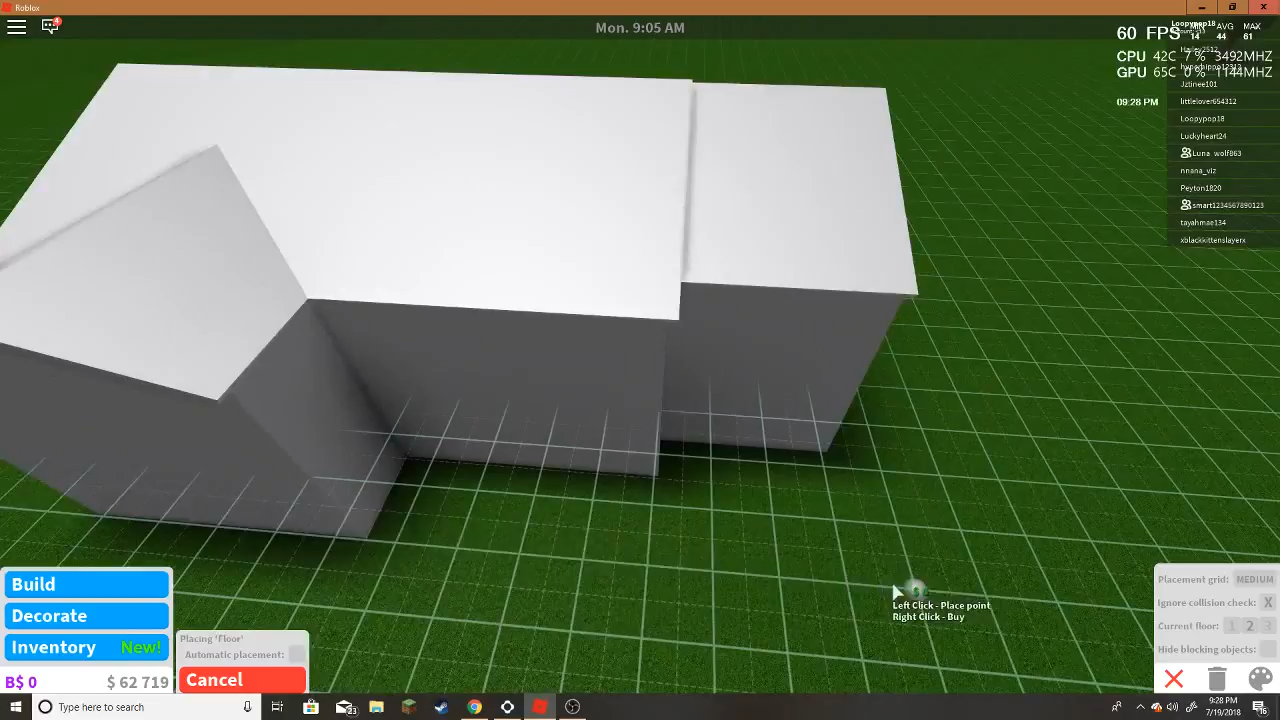 Roblox
4
Mon. 9:05 AM
Loopypop18
60 FPS
MIN AVG MAX
14 44 61
CPU 42C 7 % 3492MHZ
GPU 65C 0 % 1144MHZ
09:28 PM
Jztinee101
littlelover654312
Loopypop18
Luckyheart24
Luna_wolf863
nnana_viz
Peyton1820
smart1234567890123
tayahmae134
xblackkittenslayerx
Left Click - Place point
Right Click - Buy
Build
Decorate
Inventory New!
B$ 0 $ 62 719
Placing 'Floor'
Automatic placement:
Cancel
Placement grid: MEDIUM
Ignore collision check: X
Current floor: 1 2 3
Hide blocking objects:
Type here to search
9:28 PM
7/19/2018